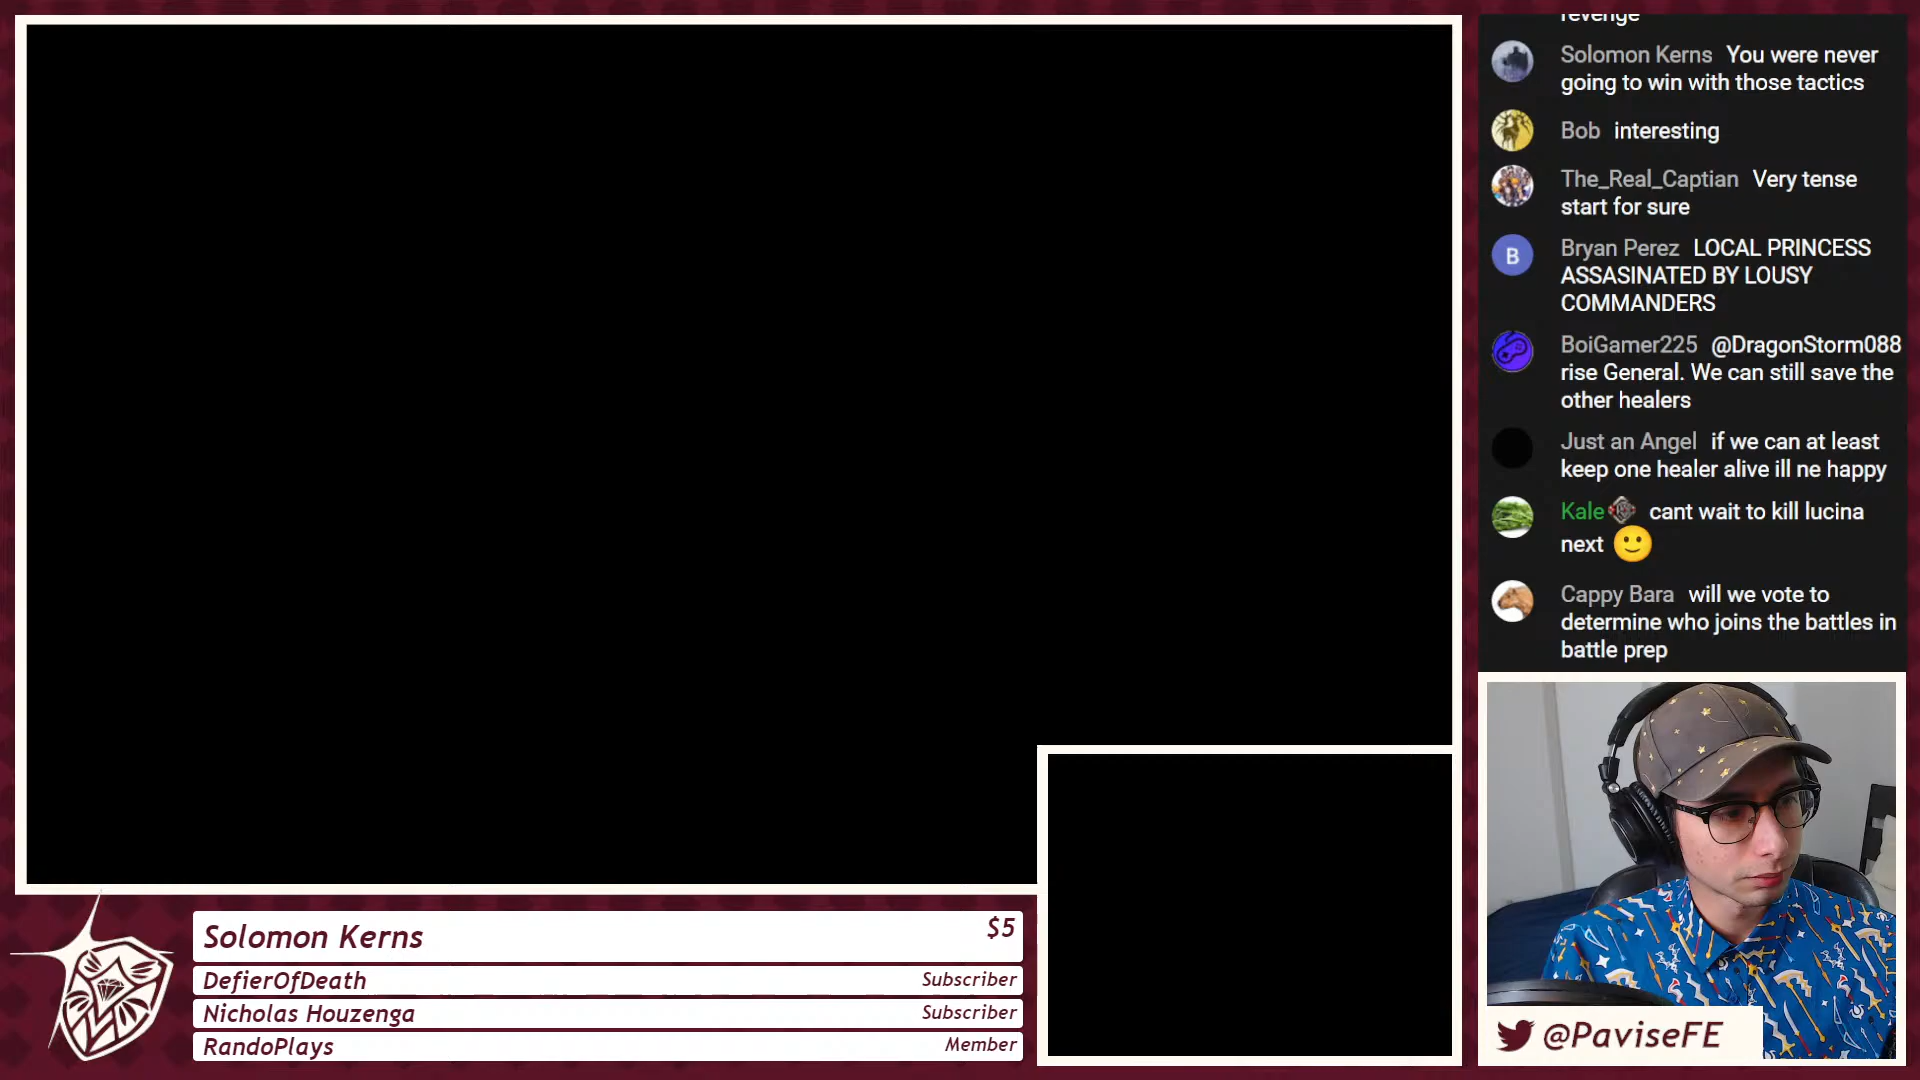 revenge
Solomon Kerns You were never
going to win with those tactics
Bob interesting
The_Real_Captian Very tense
start for sure
Bryan Perez LOCAL PRINCESS
ASSASINATED BY LOUSY
COMMANDERS
B
BoiGamer225 @DragonStorm088
rise General. We can still save the
other healers
Just an Angel if we can at least
keep one healer alive ill ne happy
Kale cant wait to kill lucina
next
Cappy Bara will we vote to
determine who joins the battles in
battle prep
Solomon Kerns $5
DefierOfDeath Subscriber
Nicholas Houzenga Subscriber
RandoPlays Member
@PaviseFE